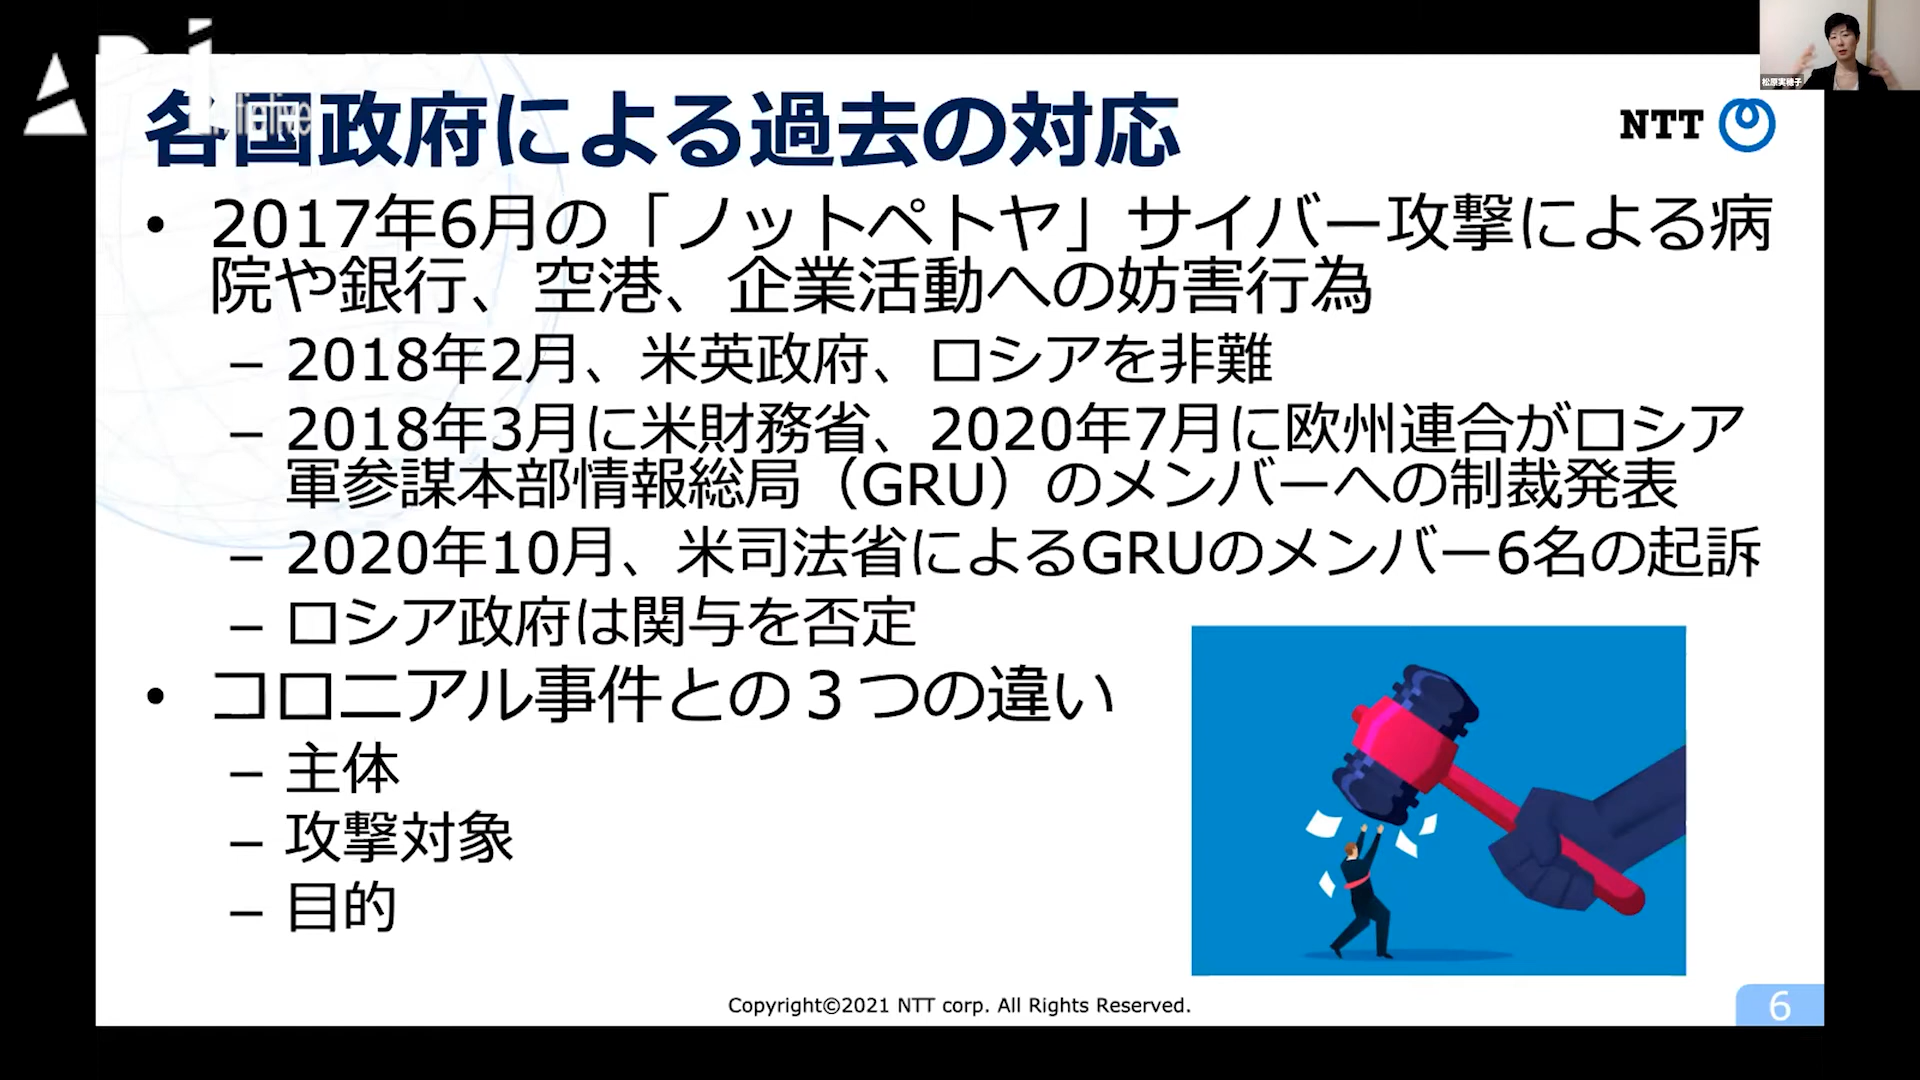 松原実穂子
各国政府による過去の対応
NTT
• 2017年6月の「ノットペトヤ」サイバー攻撃による病
院や銀行、空港、企業活動への妨害行為
– 2018年2月、米英政府、ロシアを非難
– 2018年3月に米財務省、2020年7月に欧州連合がロシア
軍参謀本部情報総局（GRU）のメンバーへの制裁発表
– 2020年10月、米司法省によるGRUのメンバー6名の起訴
– ロシア政府は関与を否定
• コロニアル事件との３つの違い
– 主体
– 攻撃対象
– 目的
Copyright©2021 NTT corp. All Rights Reserved.
6